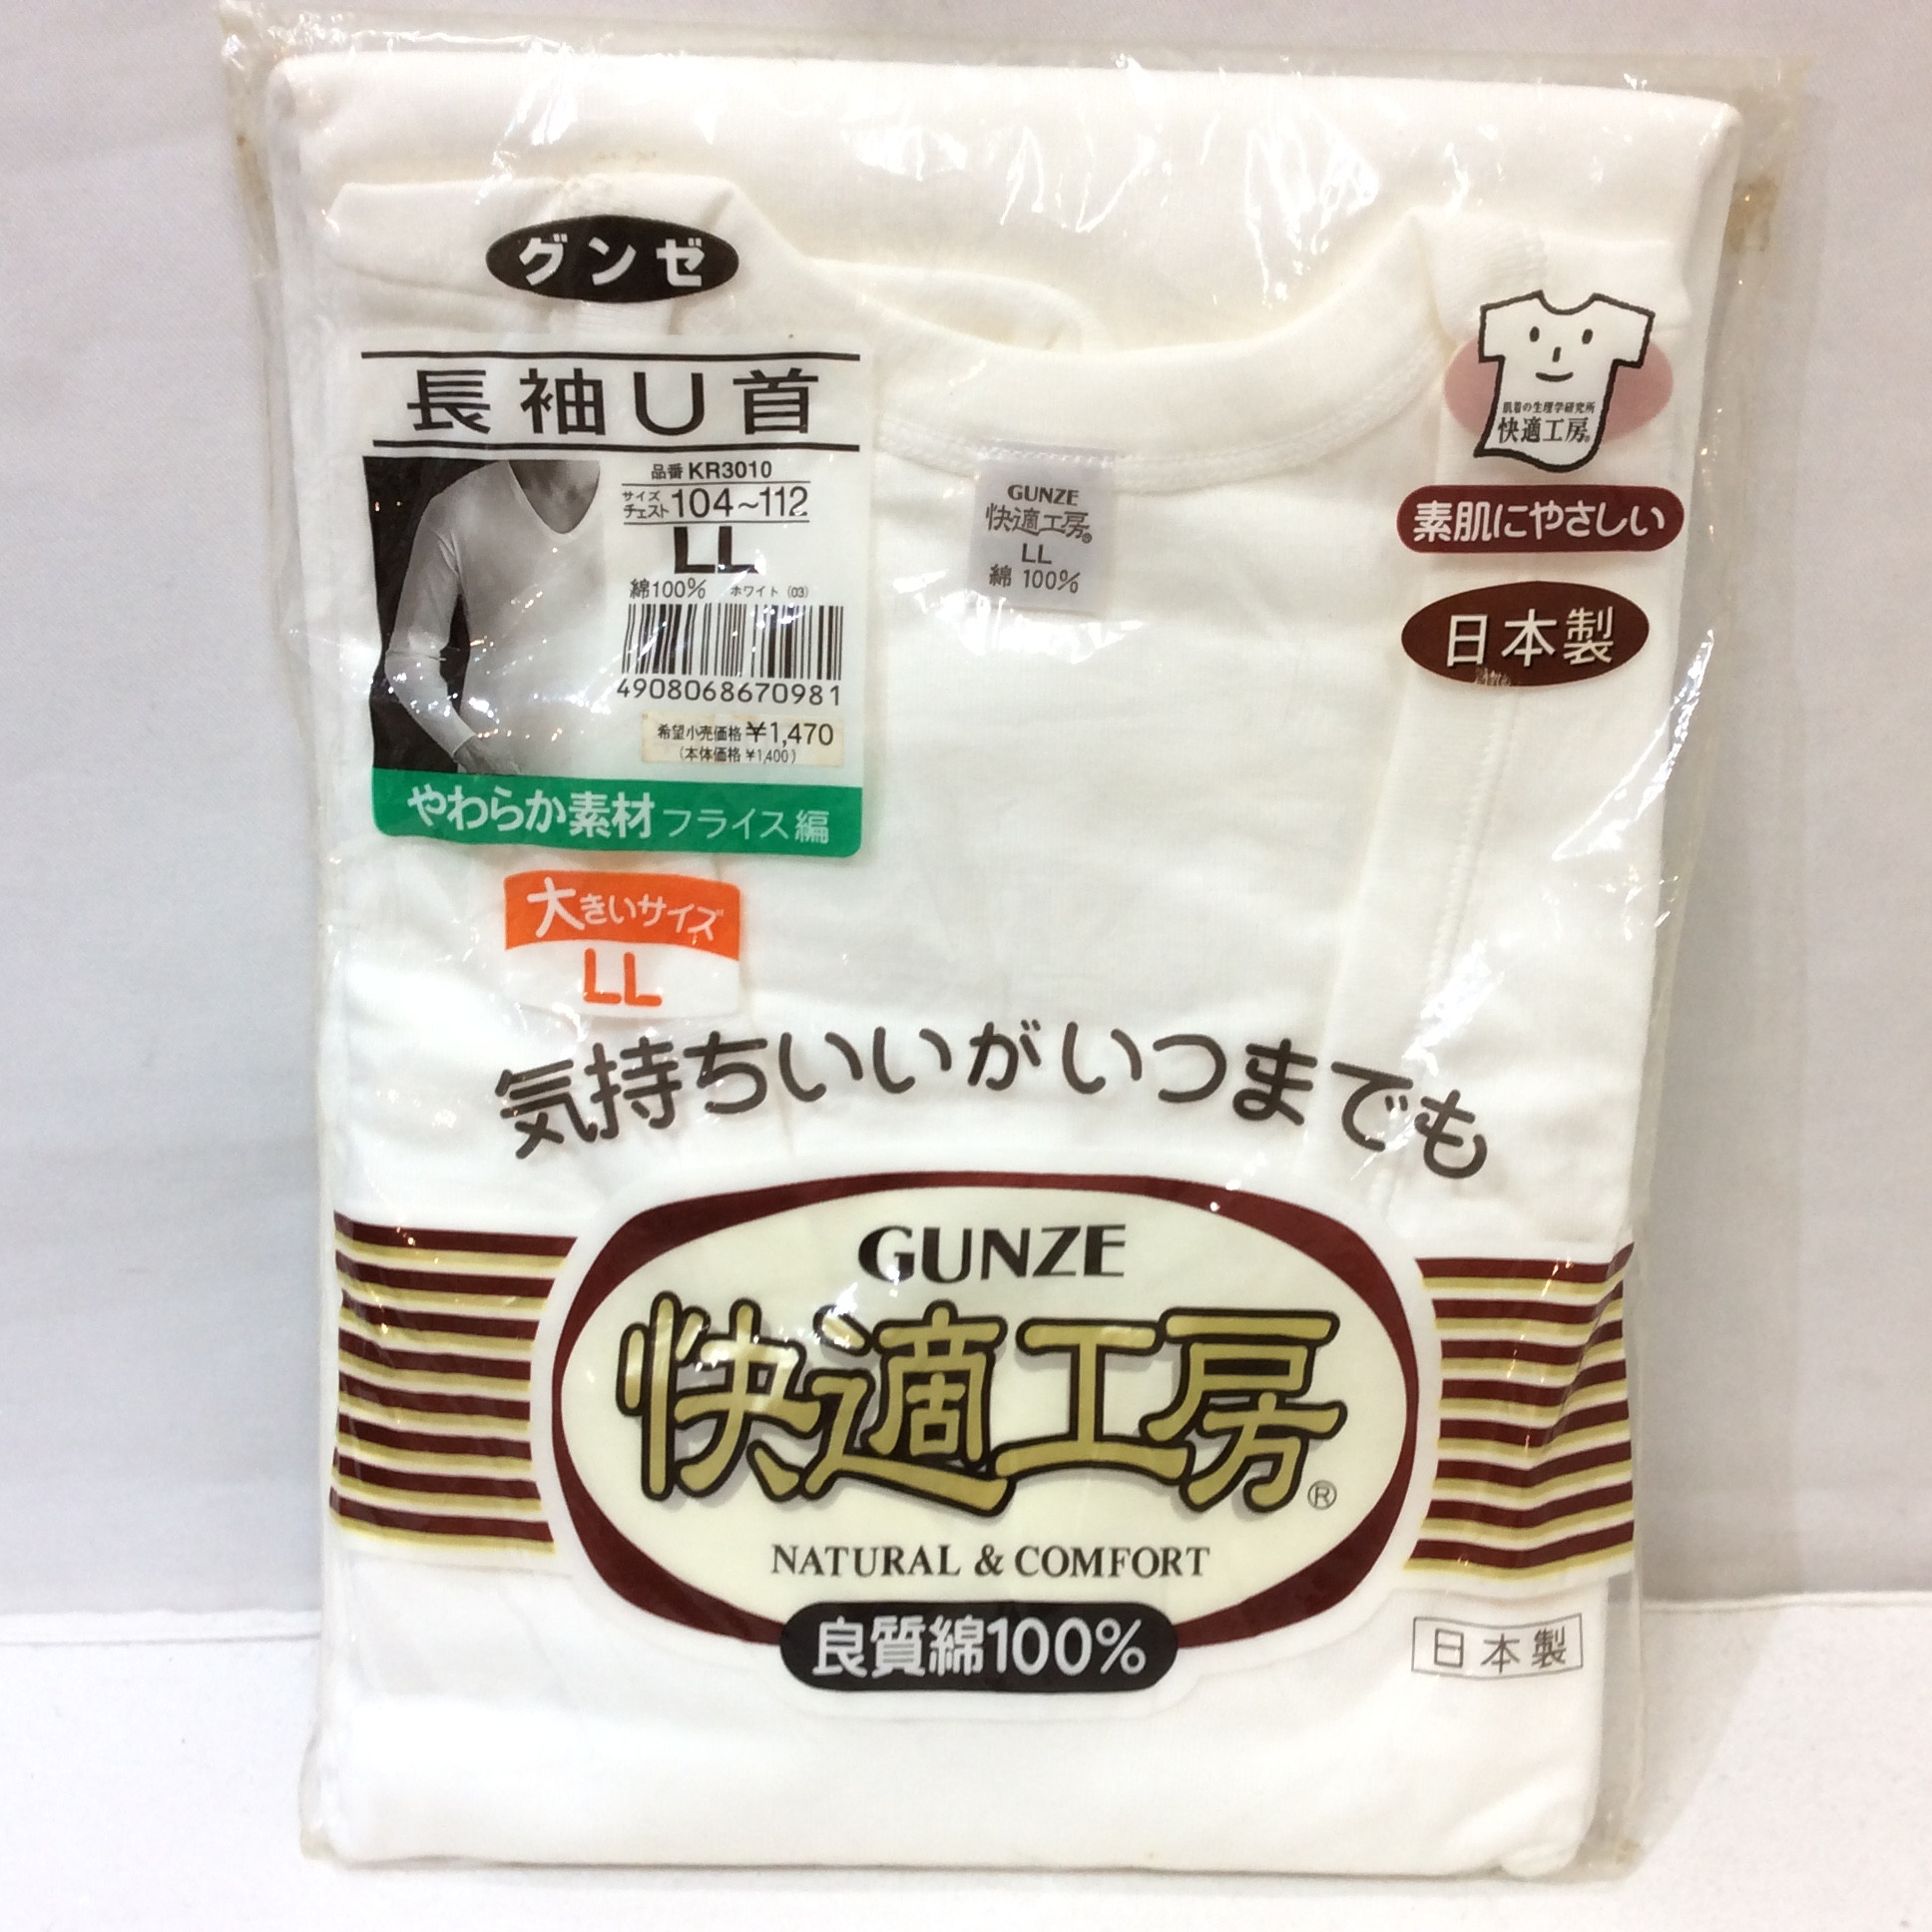 グンゼ
長袖U首
品番 KR3010
サイズ
チェスト 104~112
LL
綿100% ホワイト (03)
4908068670981
希望小売価格 ¥1,470
(本体価格 ¥1,400)
やわらか素材 フライス編
大きいサイズ
LL
GUNZE
快適工房®
LL
綿 100%
肌着の生理学研究所
快適工房®
素肌にやさしい
日本製
気持ちいいがいつまでも
GUNZE
快適工房®
NATURAL & COMFORT
良質綿100%
日本製